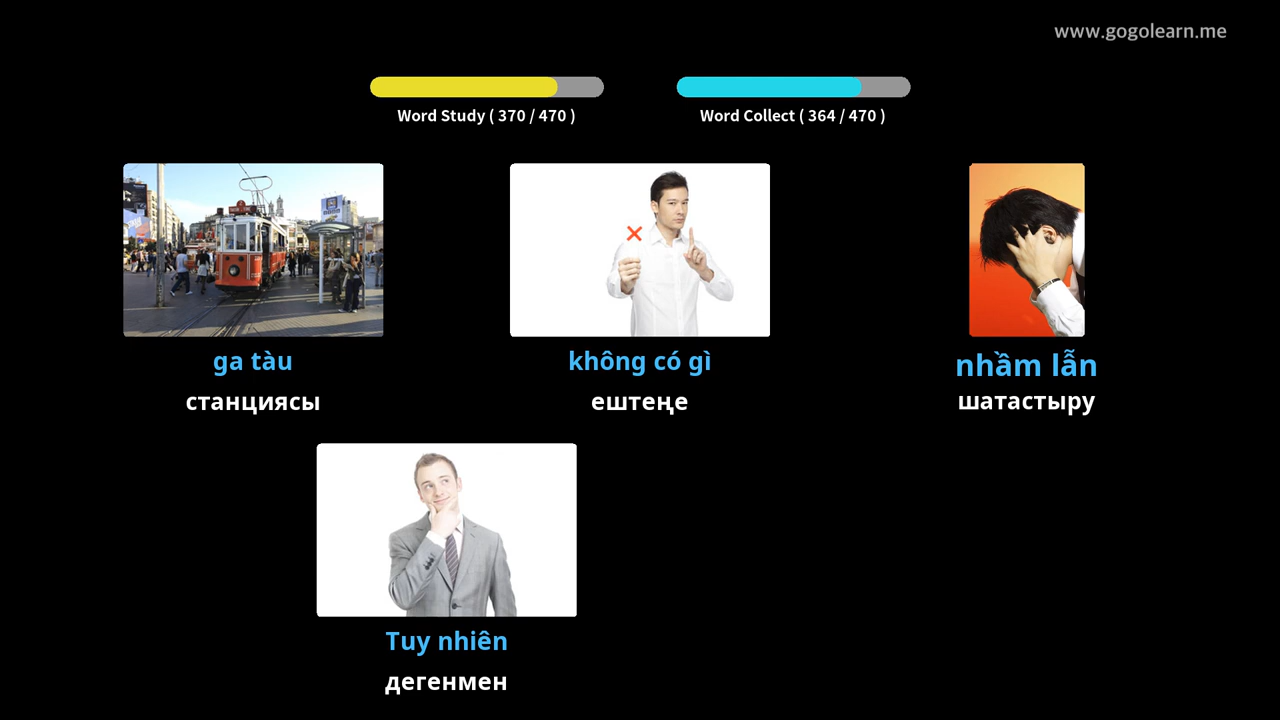 www.gogolearn.me
Word Study ( 370 / 470 )
Word Collect ( 364 / 470 )
ga tàu
станциясы
không có gì
ештеңе
nhầm lẫn
шатастыру
Tuy nhiên
дегенмен